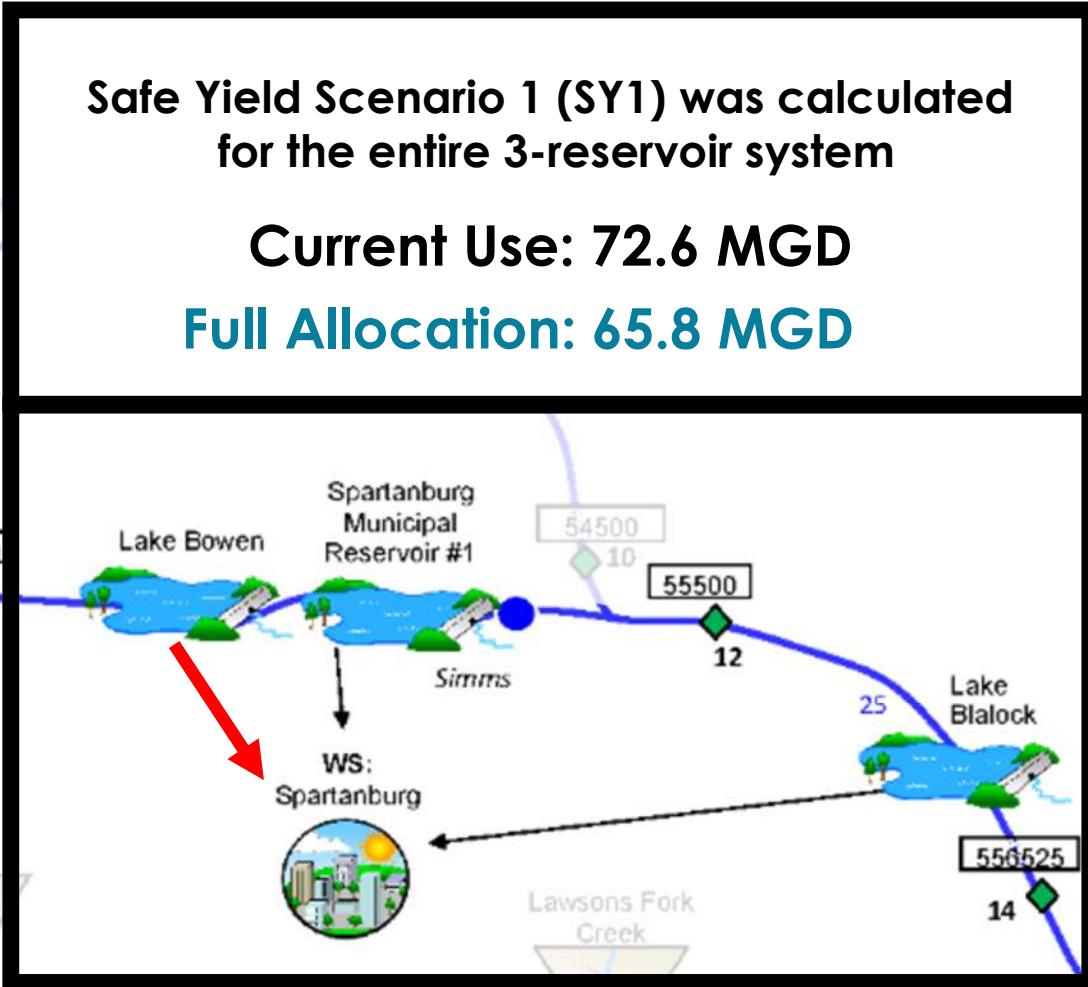 Safe Yield Scenario 1 (SY1) was calculated
for the entire 3-reservoir system
Current Use: 72.6 MGD
Full Allocation: 65.8 MGD
Lake Bowen
Spartanburg
Municipal
Reservoir #1
54500
10
55500
12
Simms
25
Lake
Blalock
WS:
Spartanburg
556525
14
Lawsons Fork
Creek